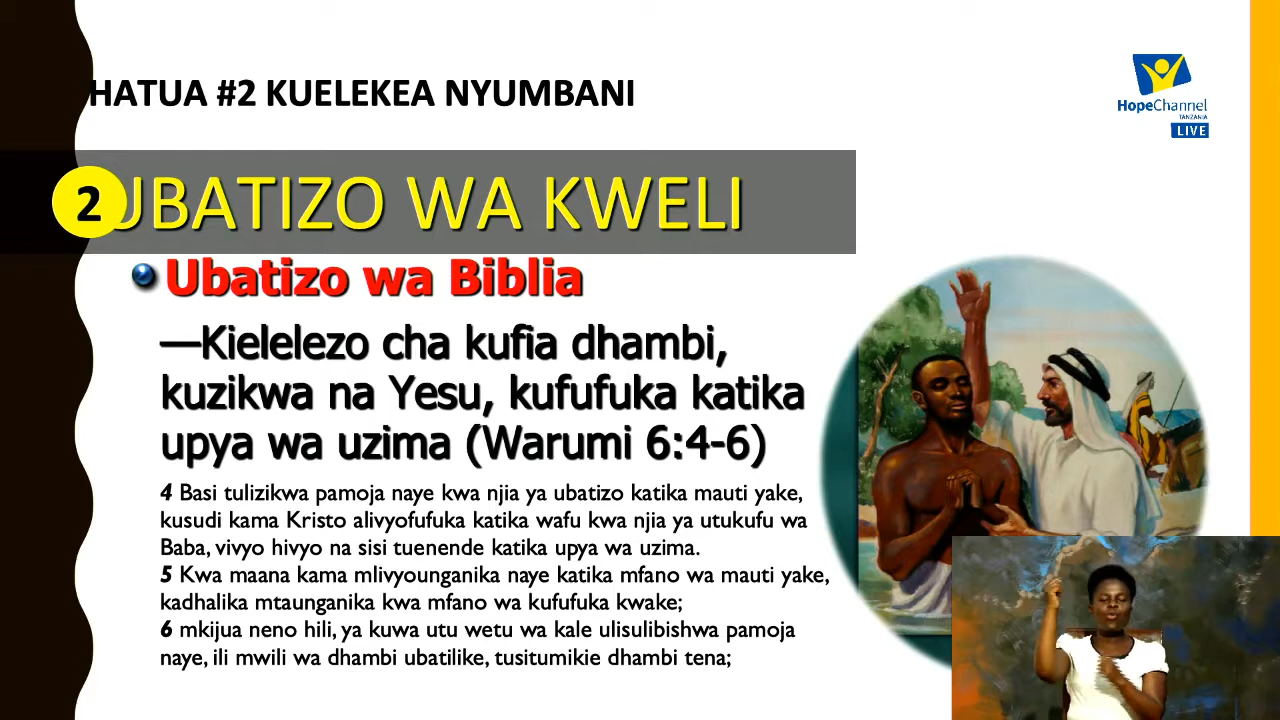 HATUA #2 KUELEKEA NYUMBANI
HopeChannel
TANZANIA
LIVE
2
UBATIZO WA KWELI
Ubatizo wa Biblia
—Kielelezo cha kufia dhambi,
kuzikwa na Yesu, kufufuka katika
upya wa uzima (Warumi 6:4-6)
4 Basi tulizikwa pamoja naye kwa njia ya ubatizo katika mauti yake,
kusudi kama Kristo alivyofufuka katika wafu kwa njia ya utukufu wa
Baba, vivyo hivyo na sisi tuenende katika upya wa uzima.
5 Kwa maana kama mlivyounganika naye katika mfano wa mauti yake,
kadhalika mtaunganika kwa mfano wa kufufuka kwake;
6 mkijua neno hili, ya kuwa utu wetu wa kale ulisulibishwa pamoja
naye, ili mwili wa dhambi ubatilike, tusitumikie dhambi tena;